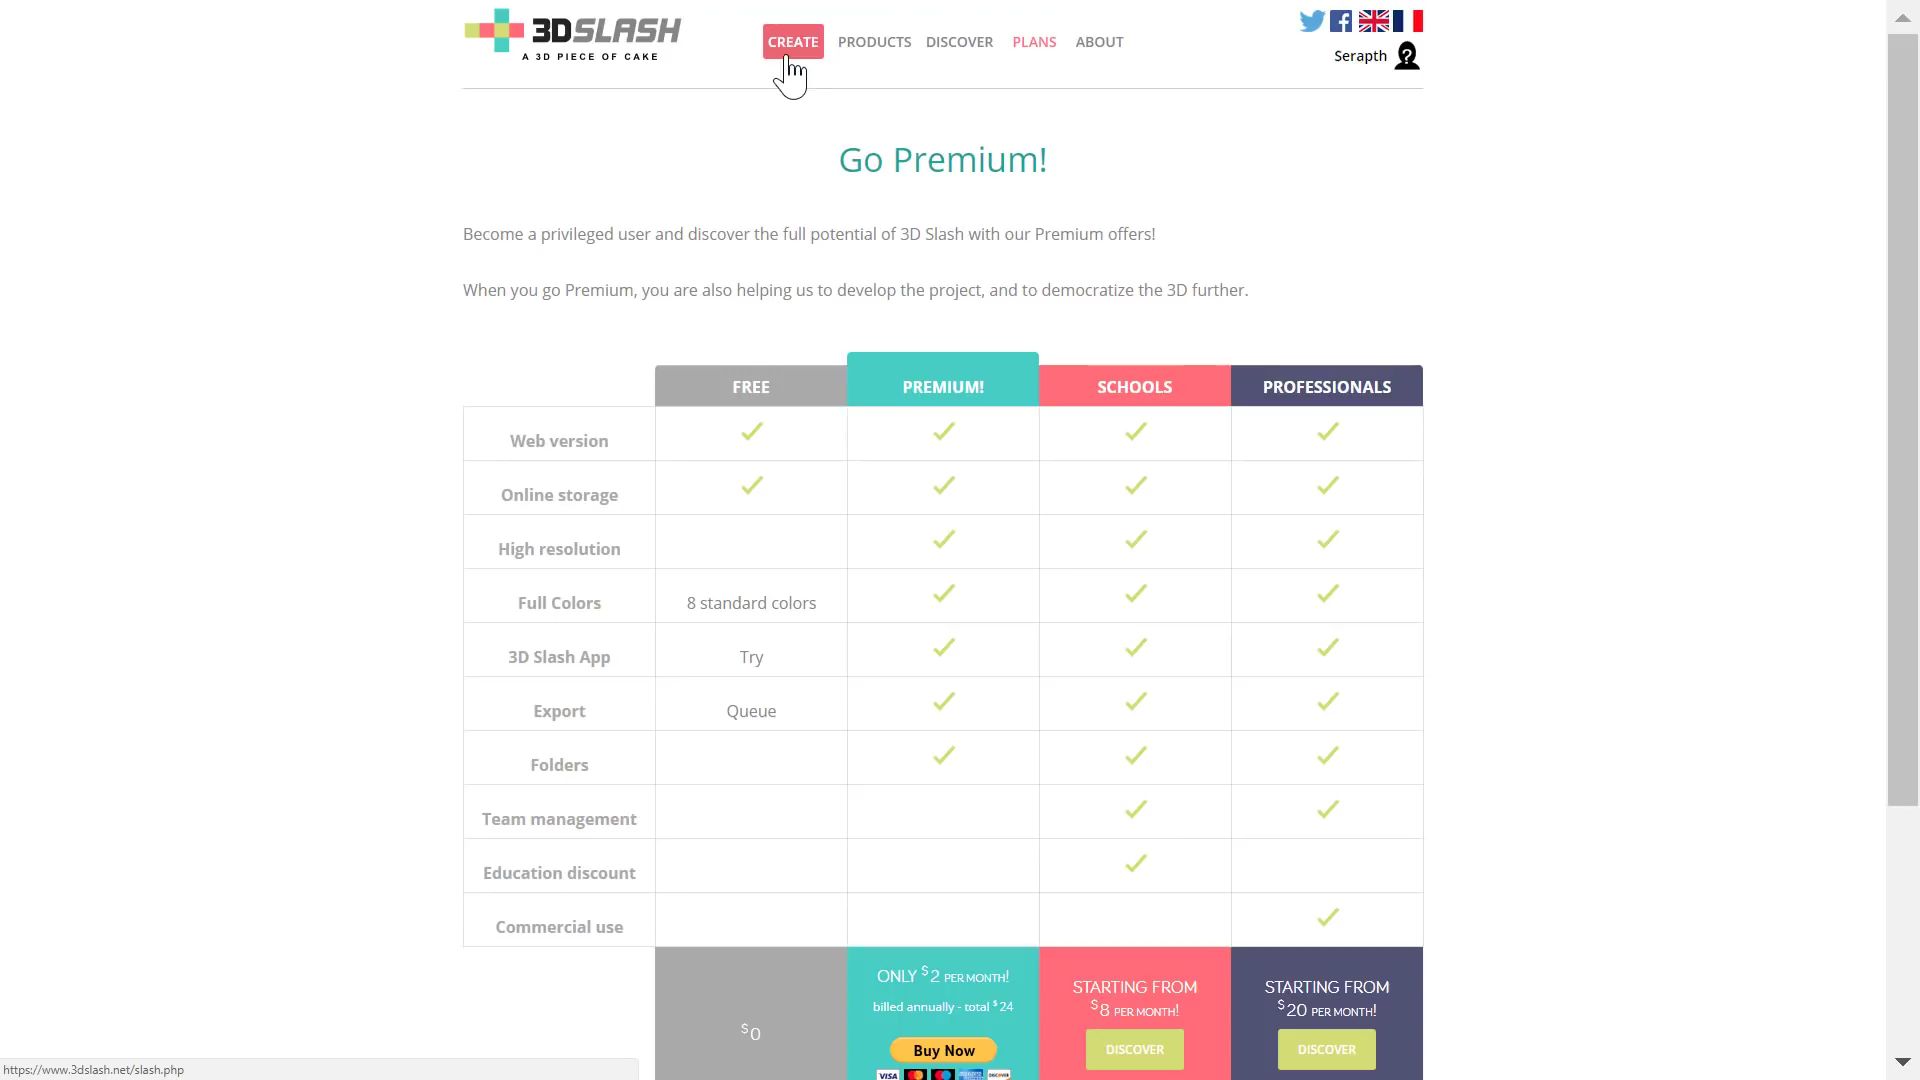 3DSLASH
A 3D PIECE OF CAKE
CREATE PRODUCTS DISCOVER PLANS ABOUT
Serapth
Go Premium!
Become a privileged user and discover the full potential of 3D Slash with our Premium offers!
When you go Premium, you are also helping us to develop the project, and to democratize the 3D further.
FREE PREMIUM! SCHOOLS PROFESSIONALS
Web version
Online storage
High resolution
Full Colors 8 standard colors
3D Slash App Try
Export Queue
Folders
Team management
Education discount
Commercial use
$0
ONLY $2 PER MONTH!
billed annually - total $24
Buy Now
VISA DISCOVER
STARTING FROM
$8 PER MONTH!
DISCOVER
STARTING FROM
$20 PER MONTH!
DISCOVER
https://www.3dslash.net/slash.php